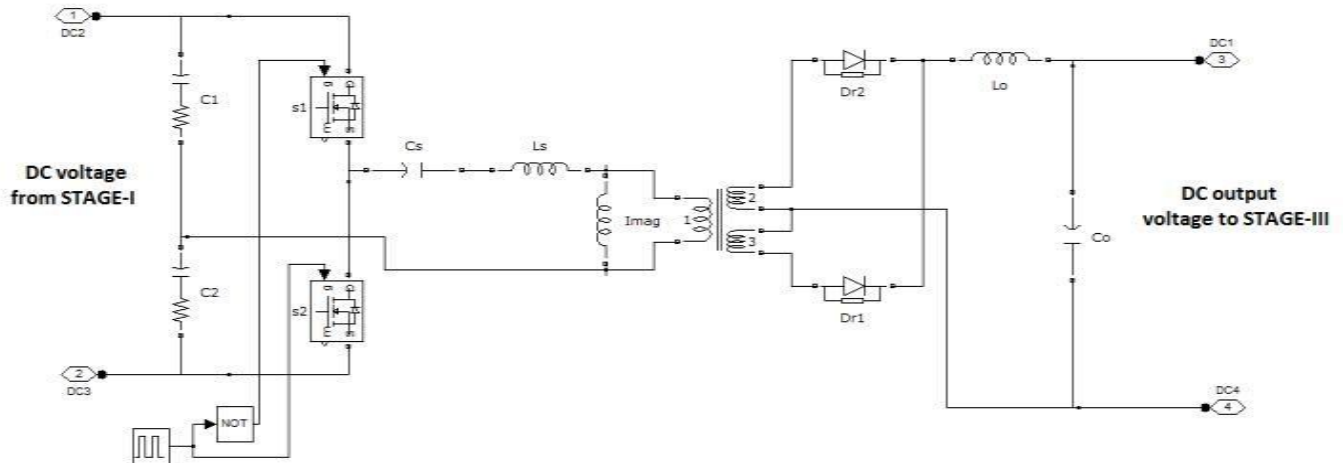 1
DC2
C1
s1
g
m
Cs
Ls
DC voltage
from STAGE-I
Imag
1
2
3
Dr2
Lo
DC1
3
DC output
voltage to STAGE-III
Co
C2
s2
g
m
Dr1
2
DC3
DC4
4
NOT